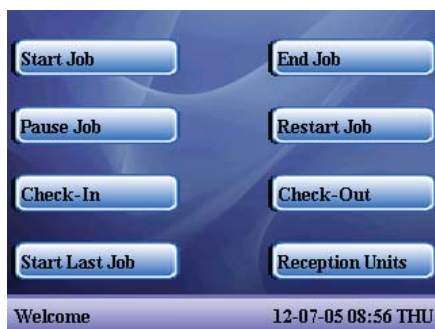 Start Job
End Job
Pause Job
Restart Job
Check-In
Check-Out
Start Last Job
Reception Units
Welcome
12-07-05 08:56 THU